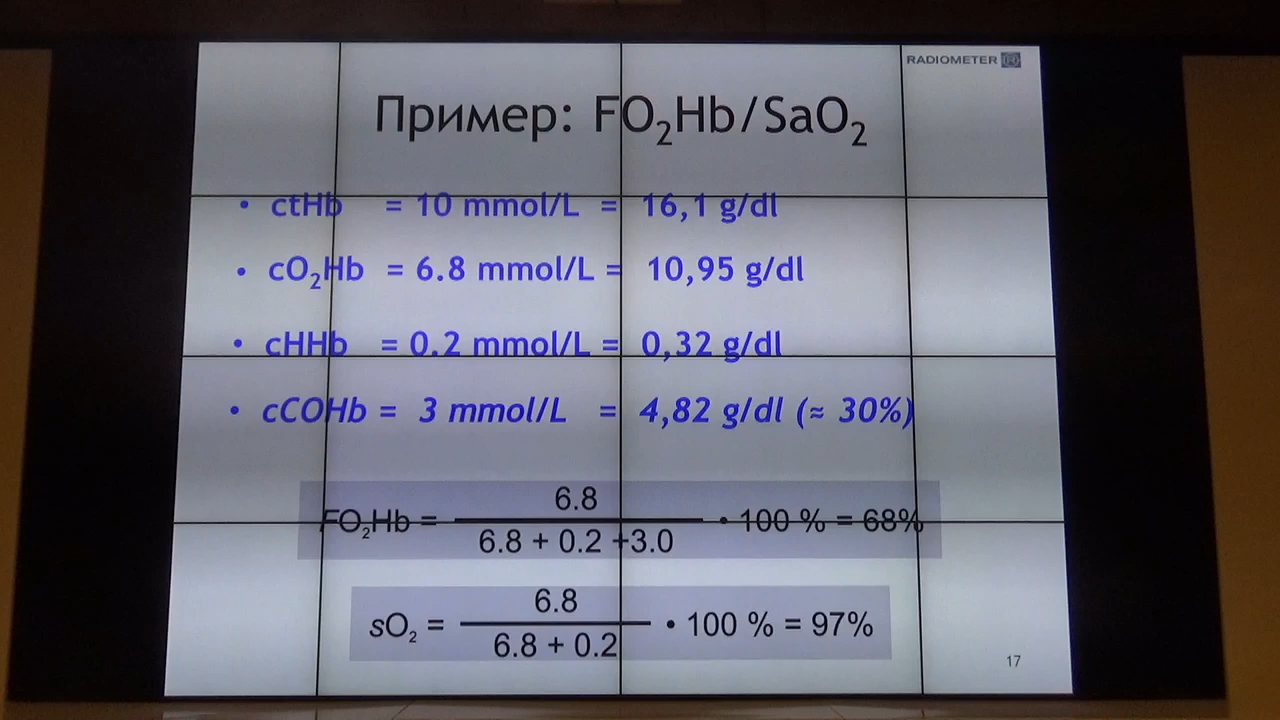 RADIOMETER
Пример: FO₂Hb/SaO₂
• ctHb = 10 mmol/L = 16,1 g/dl
• cO₂Hb = 6.8 mmol/L = 10,95 g/dl
• cHHb = 0.2 mmol/L = 0,32 g/dl
• cCOHb = 3 mmol/L = 4,82 g/dl (≈ 30%)
6.8
FO₂Hb = • 100 % = 68%
6.8 + 0.2 +3.0
6.8
sO₂ = • 100 % = 97%
6.8 + 0.2
17